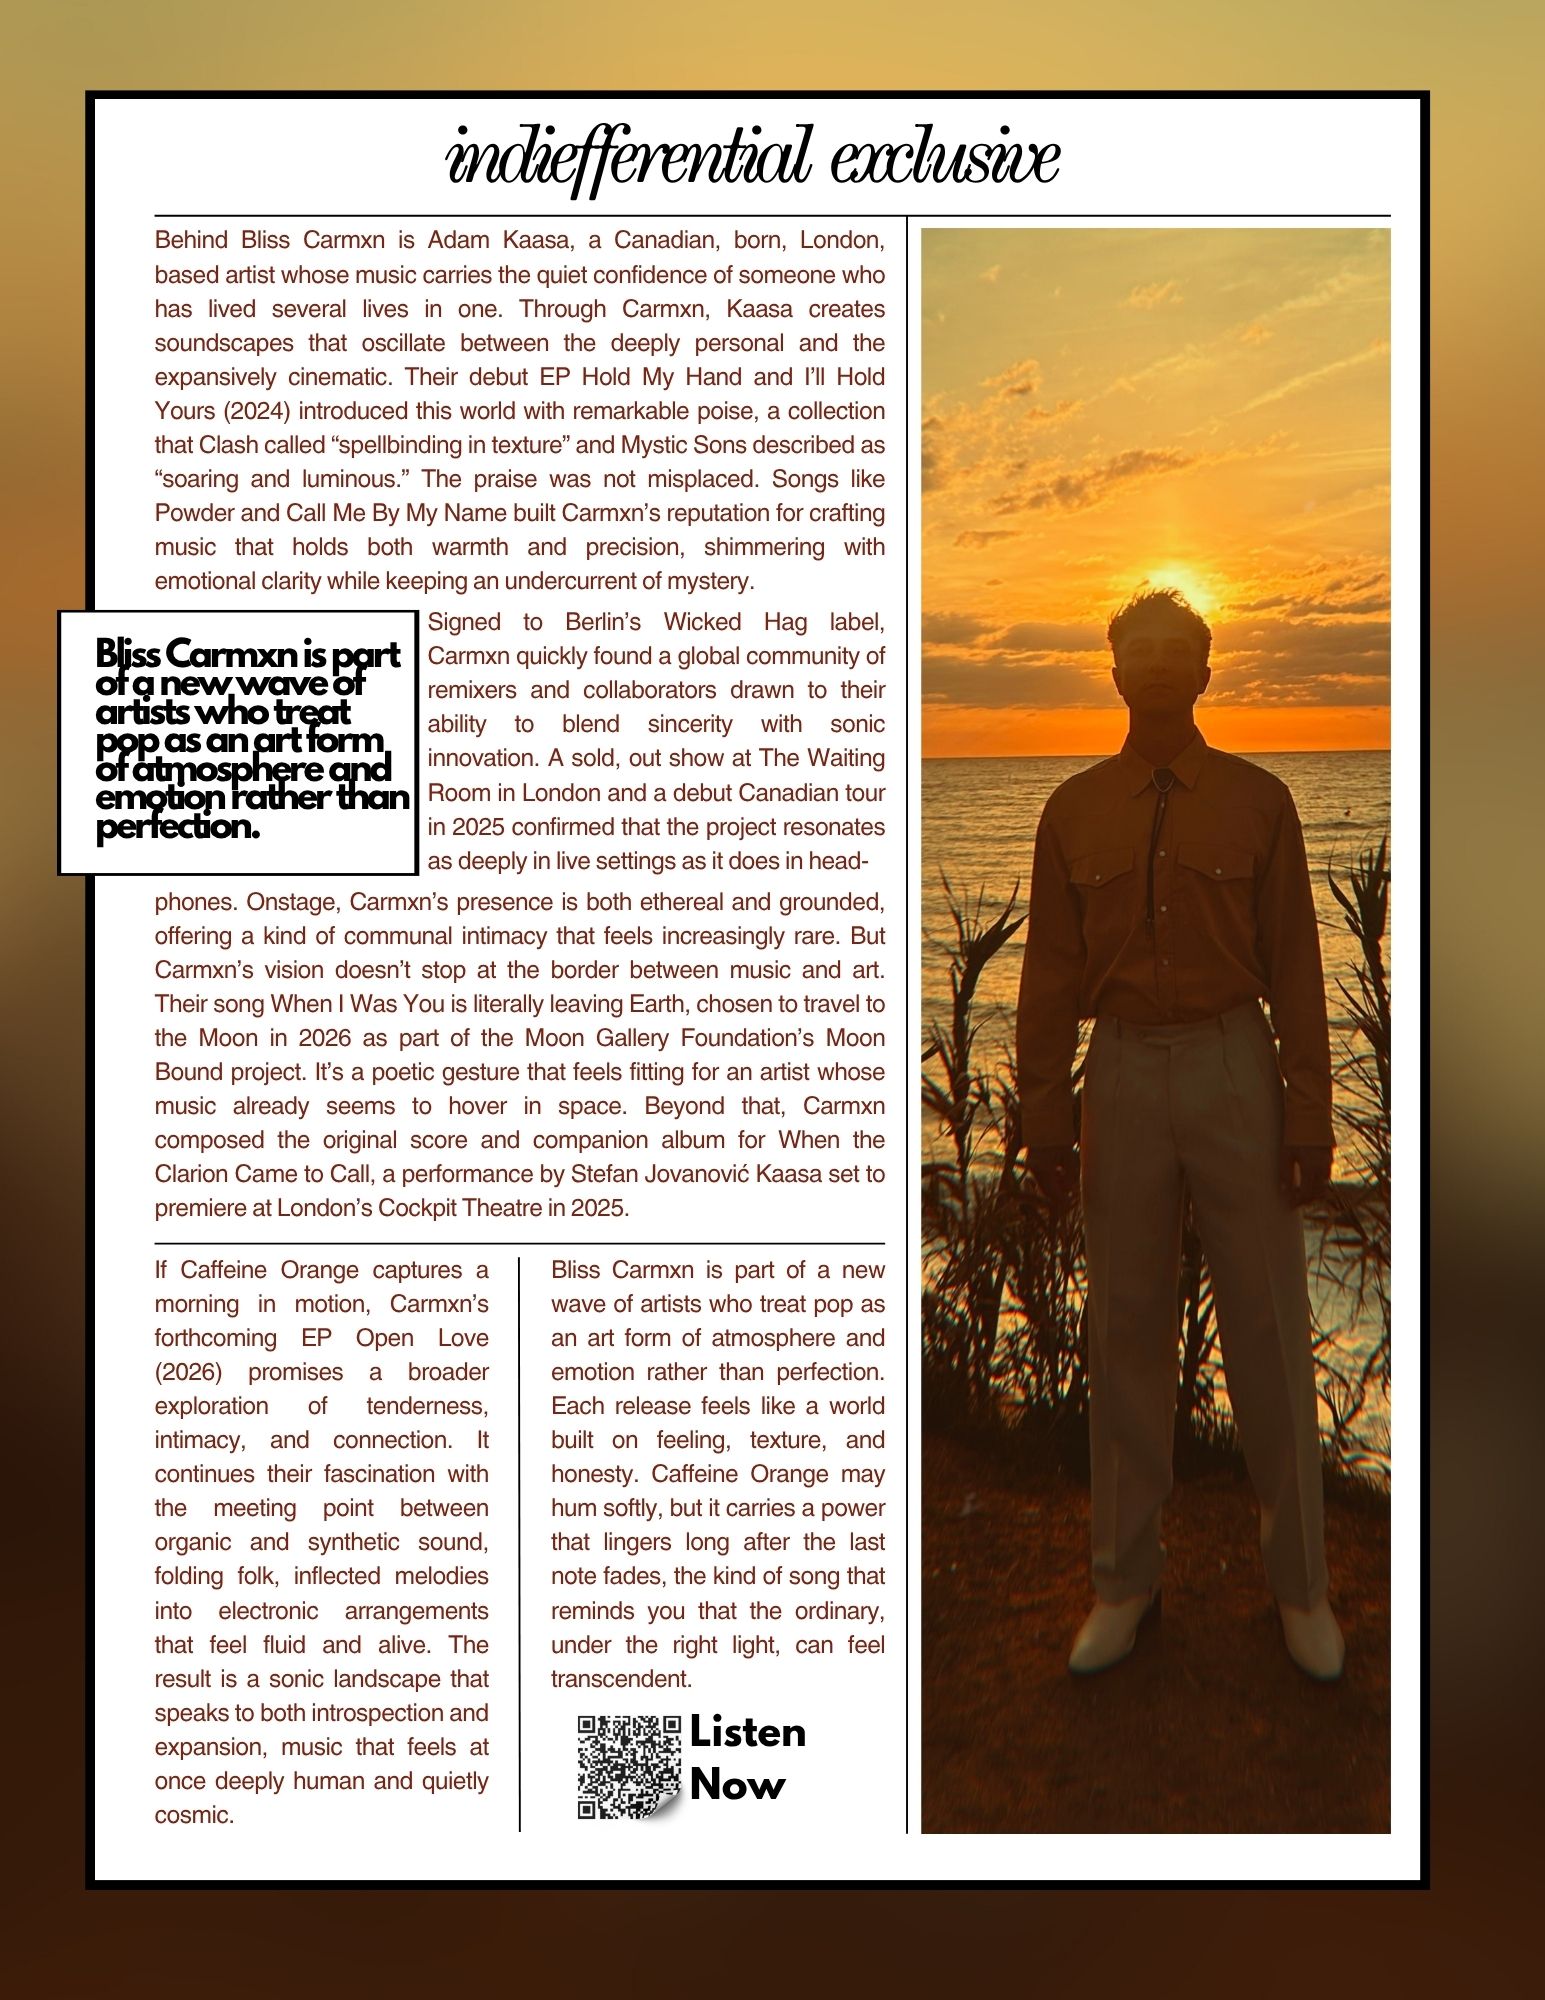 indiefferential exclusive
Behind Bliss Carmxn is Adam Kaasa, a Canadian, born, London,
based artist whose music carries the quiet confidence of someone who
has lived several lives in one. Through Carmxn, Kaasa creates
soundscapes that oscillate between the deeply personal and the
expansively cinematic. Their debut EP Hold My Hand and I’ll Hold
Yours (2024) introduced this world with remarkable poise, a collection
that Clash called “spellbinding in texture” and Mystic Sons described as
“soaring and luminous.” The praise was not misplaced. Songs like
Powder and Call Me By My Name built Carmxn’s reputation for crafting
music that holds both warmth and precision, shimmering with
emotional clarity while keeping an undercurrent of mystery.
Bliss Carmxn is part
of a new wave of
artists who treat
pop as an art form
of atmosphere and
emotion rather than
perfection.
Signed to Berlin’s Wicked Hag label,
Carmxn quickly found a global community of
remixers and collaborators drawn to their
ability to blend sincerity with sonic
innovation. A sold, out show at The Waiting
Room in London and a debut Canadian tour
in 2025 confirmed that the project resonates
as deeply in live settings as it does in head-
phones. Onstage, Carmxn’s presence is both ethereal and grounded,
offering a kind of communal intimacy that feels increasingly rare. But
Carmxn’s vision doesn’t stop at the border between music and art.
Their song When I Was You is literally leaving Earth, chosen to travel to
the Moon in 2026 as part of the Moon Gallery Foundation’s Moon
Bound project. It’s a poetic gesture that feels fitting for an artist whose
music already seems to hover in space. Beyond that, Carmxn
composed the original score and companion album for When the
Clarion Came to Call, a performance by Stefan Jovanović Kaasa set to
premiere at London’s Cockpit Theatre in 2025.
If Caffeine Orange captures a
morning in motion, Carmxn’s
forthcoming EP Open Love
(2026) promises a broader
exploration of tenderness,
intimacy, and connection. It
continues their fascination with
the meeting point between
organic and synthetic sound,
folding folk, inflected melodies
into electronic arrangements
that feel fluid and alive. The
result is a sonic landscape that
speaks to both introspection and
expansion, music that feels at
once deeply human and quietly
cosmic.
Bliss Carmxn is part of a new
wave of artists who treat pop as
an art form of atmosphere and
emotion rather than perfection.
Each release feels like a world
built on feeling, texture, and
honesty. Caffeine Orange may
hum softly, but it carries a power
that lingers long after the last
note fades, the kind of song that
reminds you that the ordinary,
under the right light, can feel
transcendent.
Listen
Now